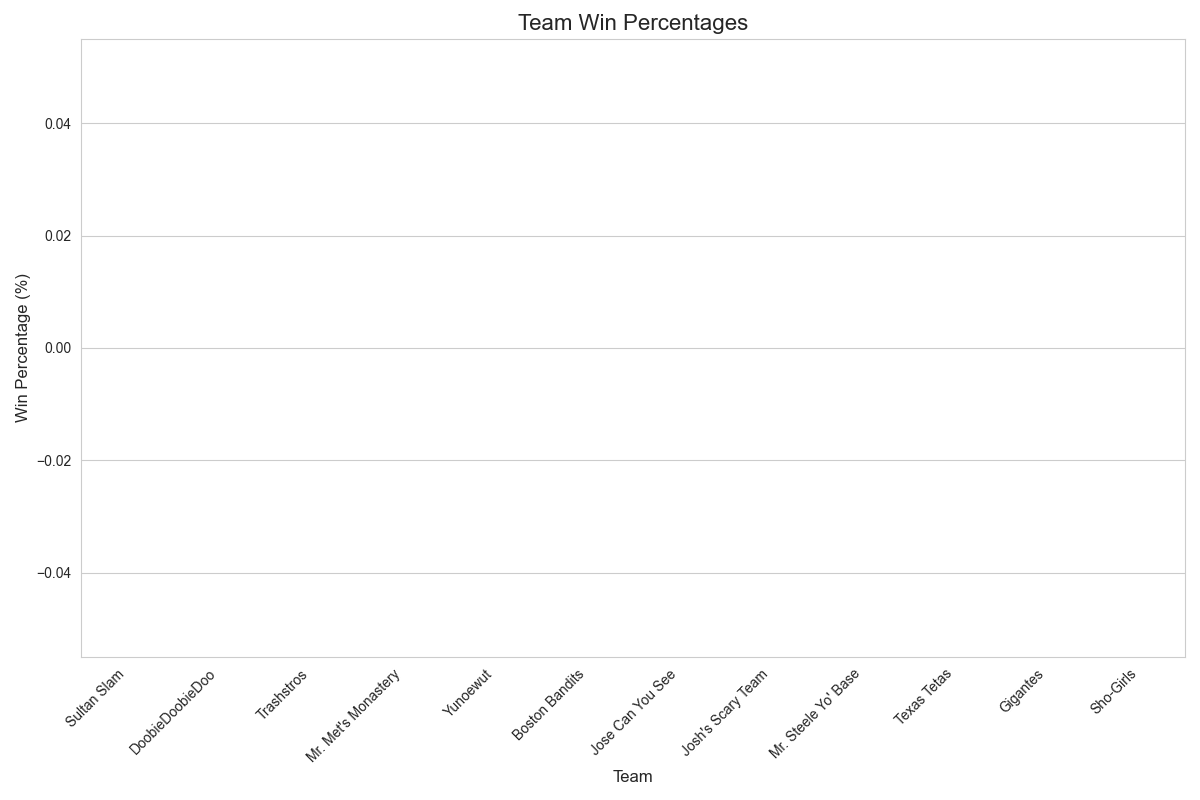 Team Win Percentages
0.04
0.02
0.00
−0.02
−0.04
Win Percentage (%)
Sultan Slam
DoobieDoobieDoo
Trashstros
Mr. Met's Monastery
Yunoewut
Boston Bandits
Jose Can You See
Josh's Scary Team
Mr. Steele Yo' Base
Texas Tetas
Gigantes
Sho-Girls
Team